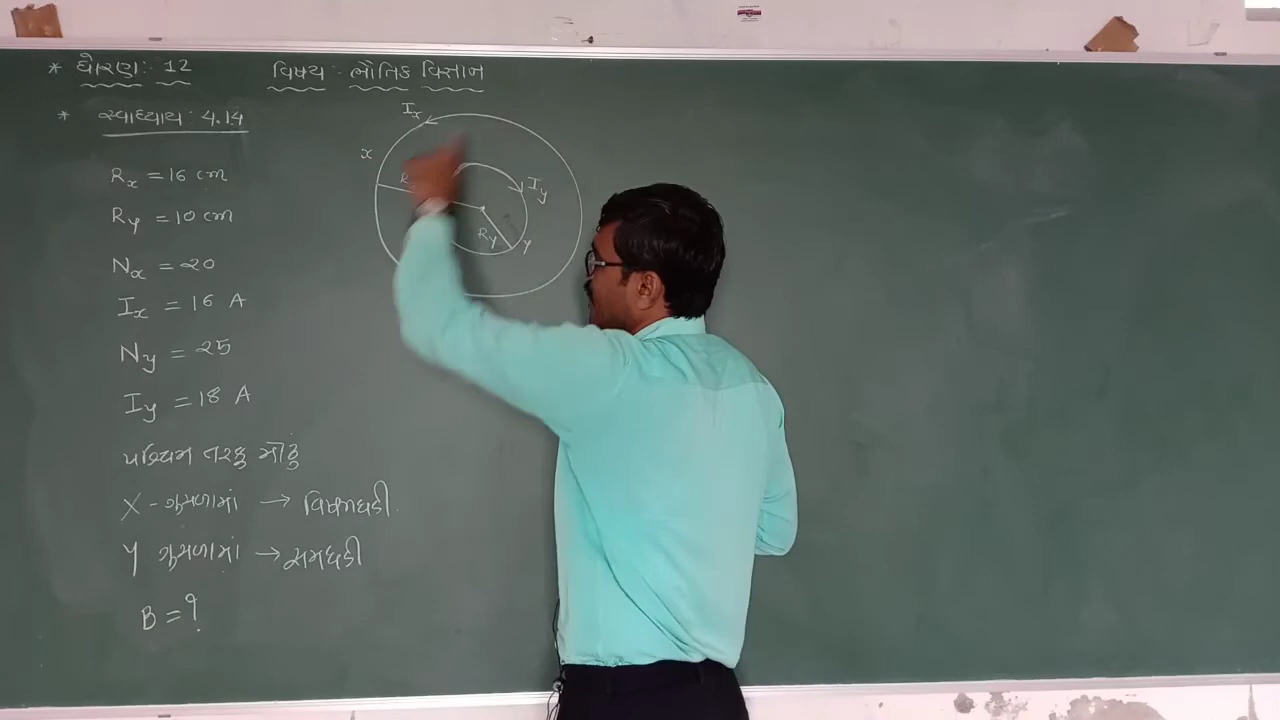 * ધોરણ : 12
વિષય : ભૌતિક વિજ્ઞાન
* સ્વાધ્યાય : 4.14
Rx = 16 cm
Ry = 10 cm
Nx = 20
Ix = 16 A
Ny = 25
Iy = 18 A
પશ્ચિમ તરફ મોઢું
X - ગૂંચળામાં → વિષમઘડી
Y ગૂંચળામાં → સમઘડી
B = ?
Ix
x
R
Iy
Ry
y